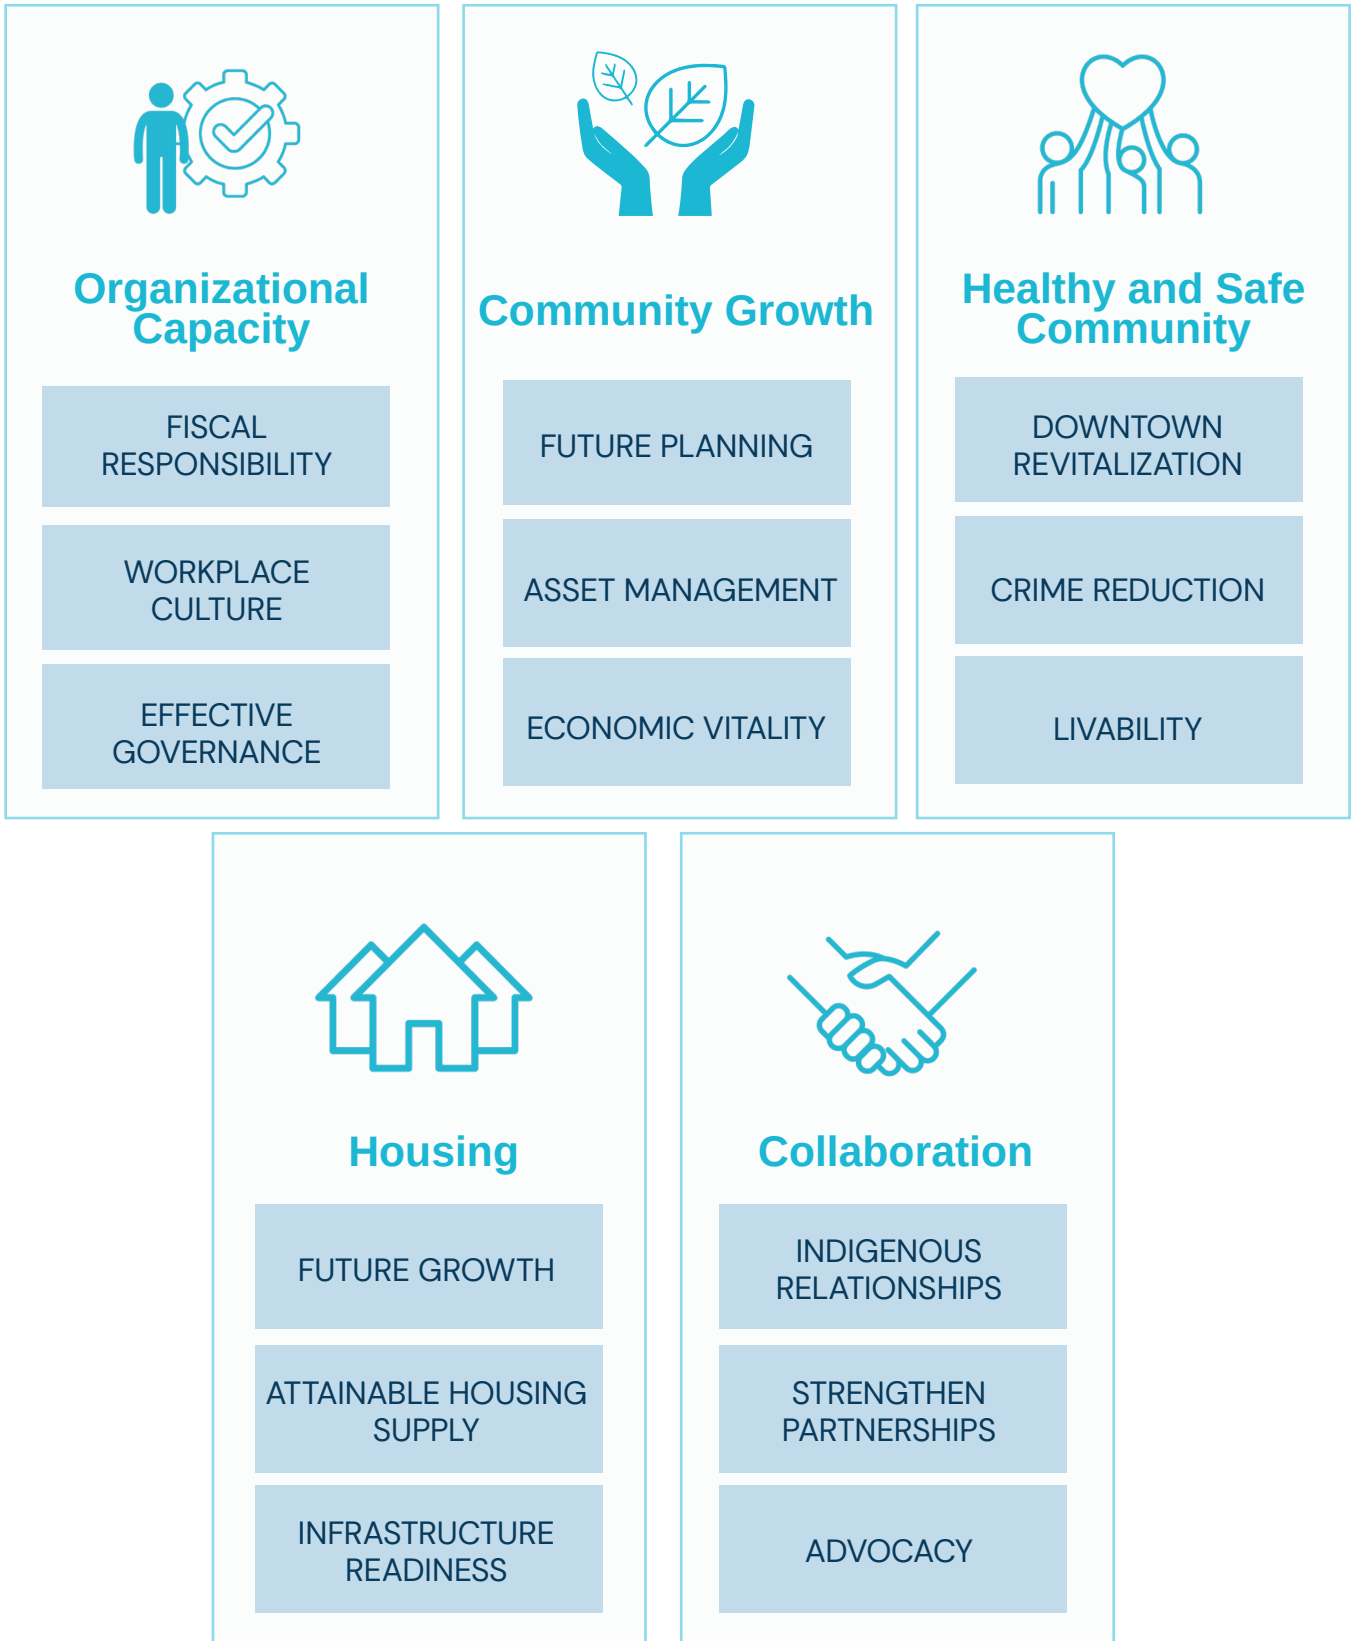 Organizational
Capacity
FISCAL
RESPONSIBILITY
WORKPLACE
CULTURE
EFFECTIVE
GOVERNANCE
Community Growth
FUTURE PLANNING
ASSET MANAGEMENT
ECONOMIC VITALITY
Healthy and Safe
Community
DOWNTOWN
REVITALIZATION
CRIME REDUCTION
LIVABILITY
Housing
FUTURE GROWTH
ATTAINABLE HOUSING
SUPPLY
INFRASTRUCTURE
READINESS
Collaboration
INDIGENOUS
RELATIONSHIPS
STRENGTHEN
PARTNERSHIPS
ADVOCACY